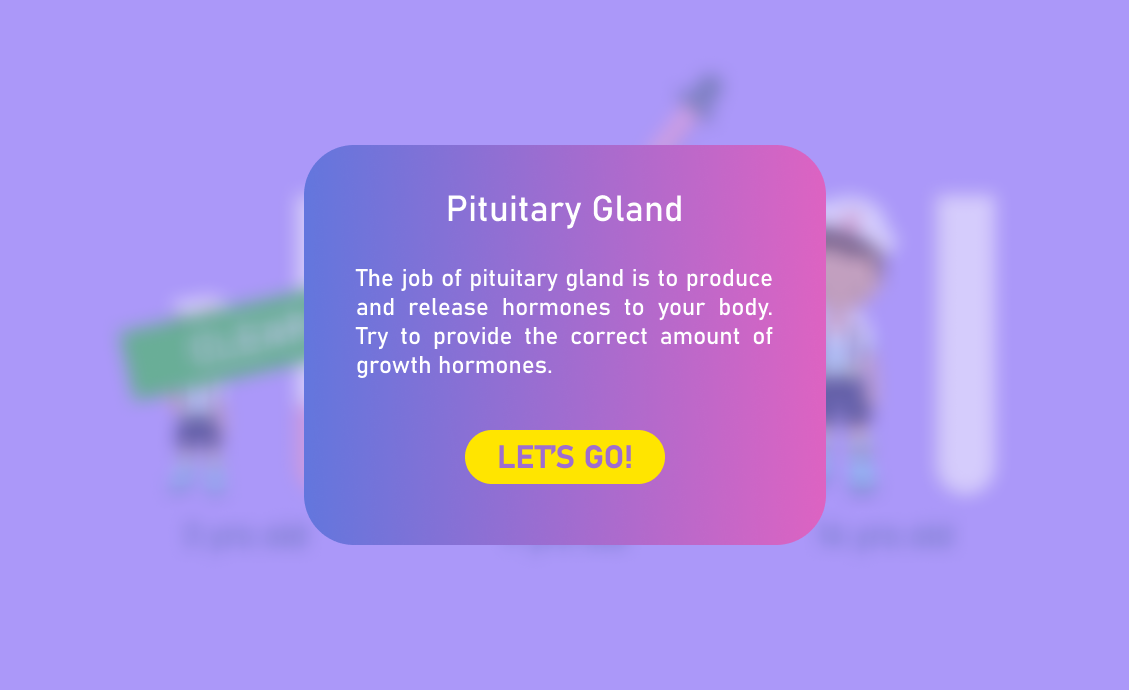 Pituitary Gland
The job of pituitary gland is to produce
and release hormones to your body.
Try to provide the correct amount of
growth hormones.
LET'S GO!